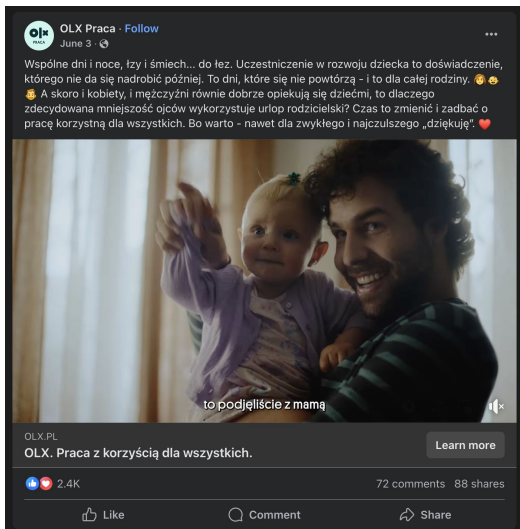 olx
PRACA
OLX Praca · Follow
June 3 ·
Wspólne dni i noce, łzy i śmiech... do łez. Uczestniczenie w rozwoju dziecka to doświadczenie,
którego nie da się nadrobić później. To dni, które się nie powtórzą - i to dla całej rodziny. 👩👶
👨 A skoro i kobiety, i mężczyźni równie dobrze opiekują się dziećmi, to dlaczego
zdecydowana mniejszość ojców wykorzystuje urlop rodzicielski? Czas to zmienić i zadbać o
pracę korzystną dla wszystkich. Bo warto - nawet dla zwykłego i najczulszego „dziękuję”. ❤️
to podjęliście z mamą
OLX.PL
OLX. Praca z korzyścią dla wszystkich.
Learn more
2.4K
72 comments 88 shares
Like
Comment
Share